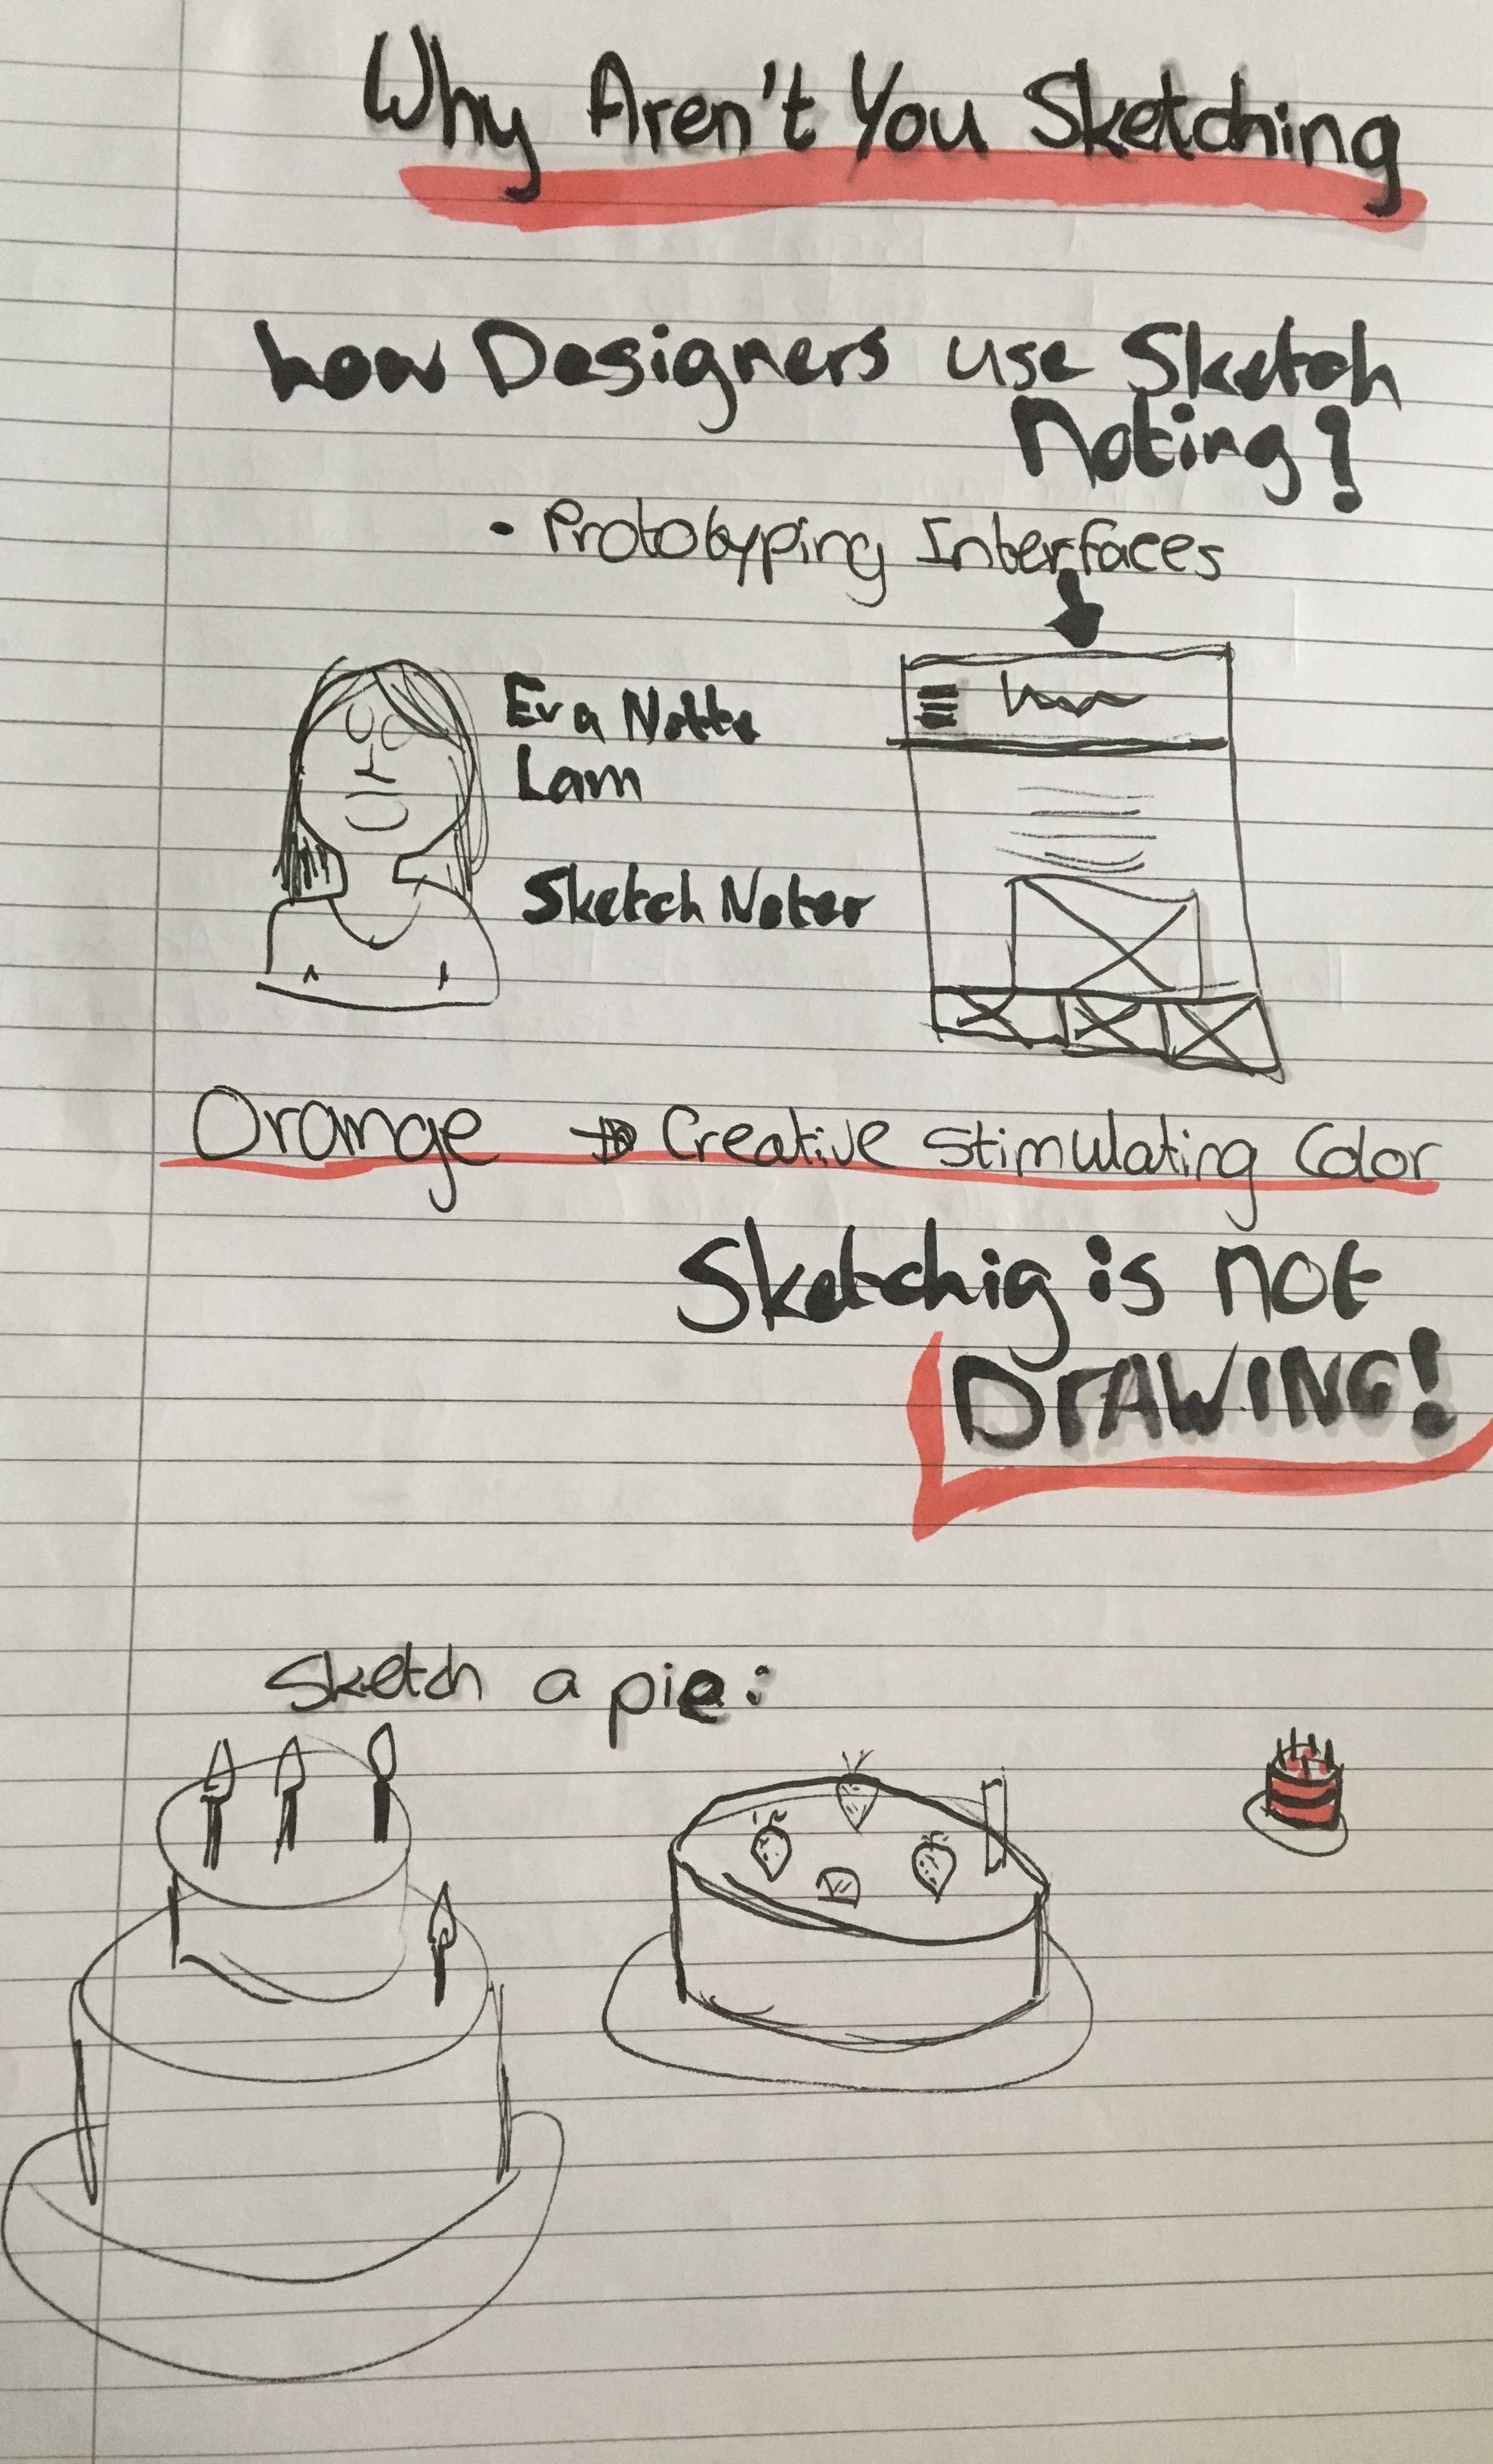 Why Aren't You Sketching
how Designers use Sketch
Noting?
• Prototyping Interfaces
Eva Notte
Lam
Sketch Noter
Orange → Creative Stimulating Color
Sketchig is not
DRAWING!
Sketch a pie: